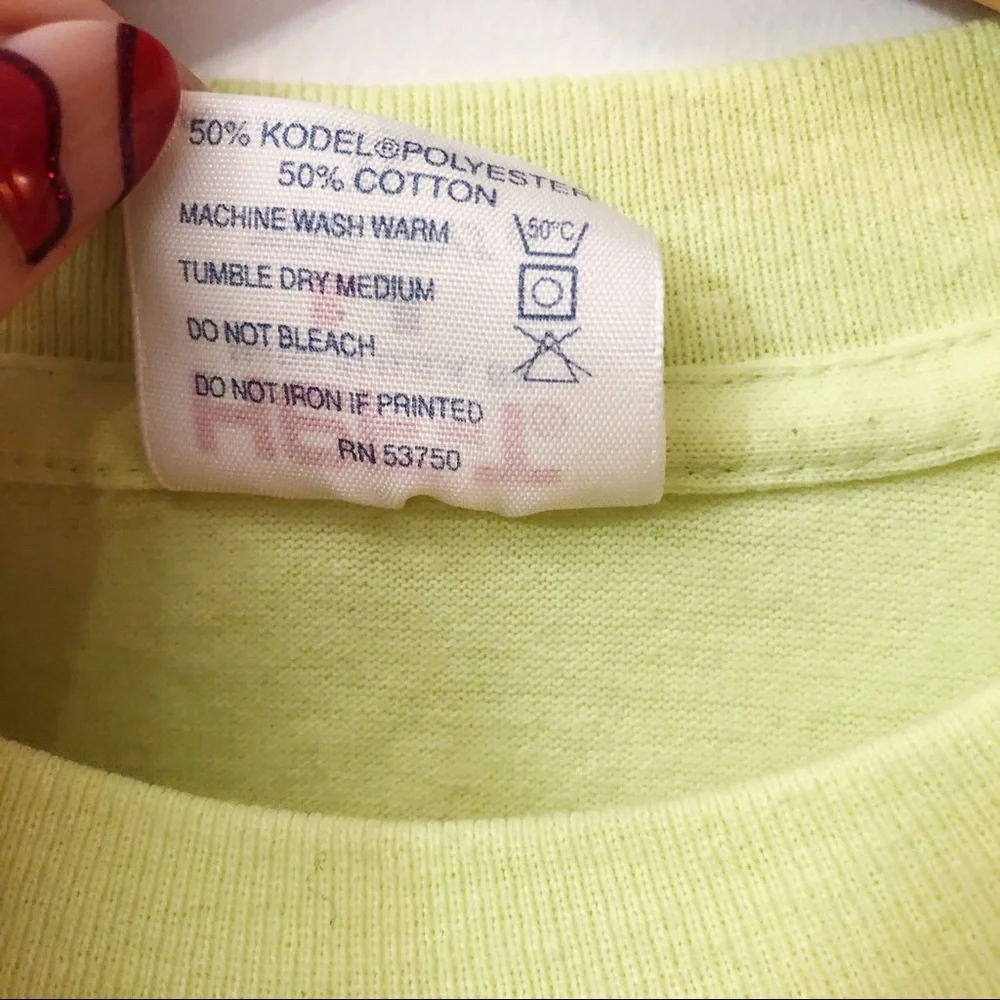 50% KODEL®POLYESTER
50% COTTON
MACHINE WASH WARM
50°C
TUMBLE DRY MEDIUM
DO NOT BLEACH
DO NOT IRON IF PRINTED
RN 53750